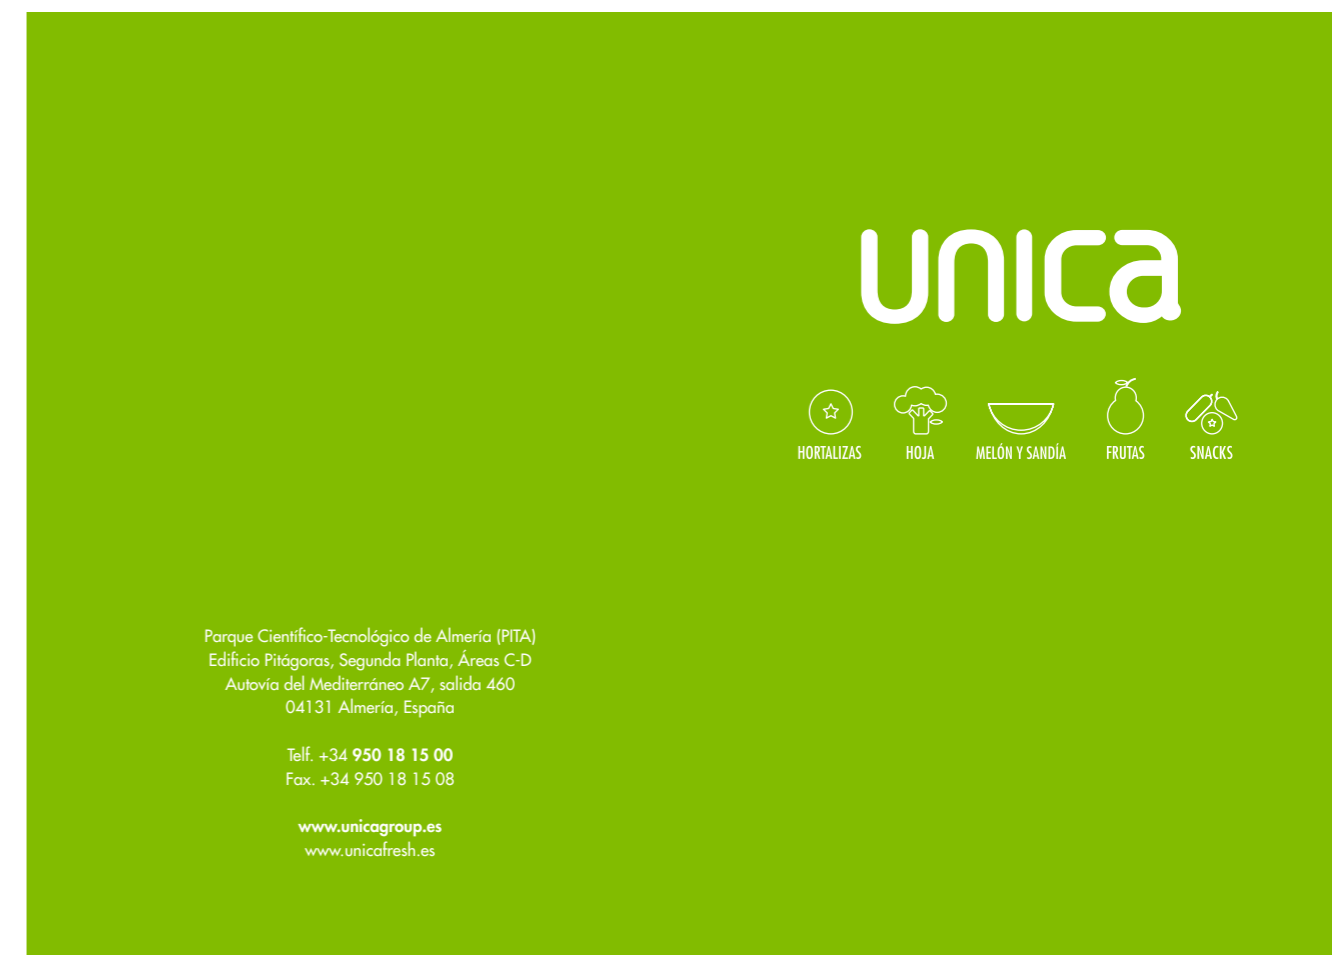 unica
HORTALIZAS
HOJA
MELÓN Y SANDÍA
FRUTAS
SNACKS
Parque Científico-Tecnológico de Almería (PITA)
Edificio Pitágoras, Segunda Planta, Áreas C-D
Autovía del Mediterráneo A7, salida 460
04131 Almería, España
Telf. +34 950 18 15 00
Fax. +34 950 18 15 08
www.unicagroup.es
www.unicafresh.es